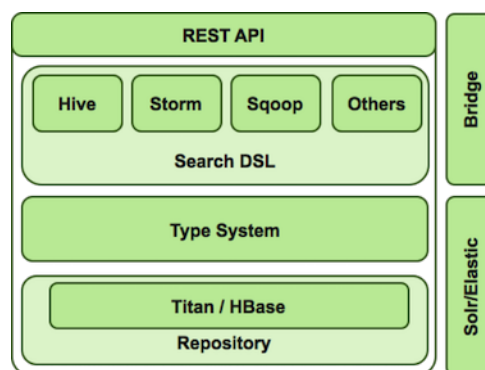 REST API
Hive
Storm
Sqoop
Others
Search DSL
Type System
Titan / HBase
Repository
Bridge
Solr/Elastic